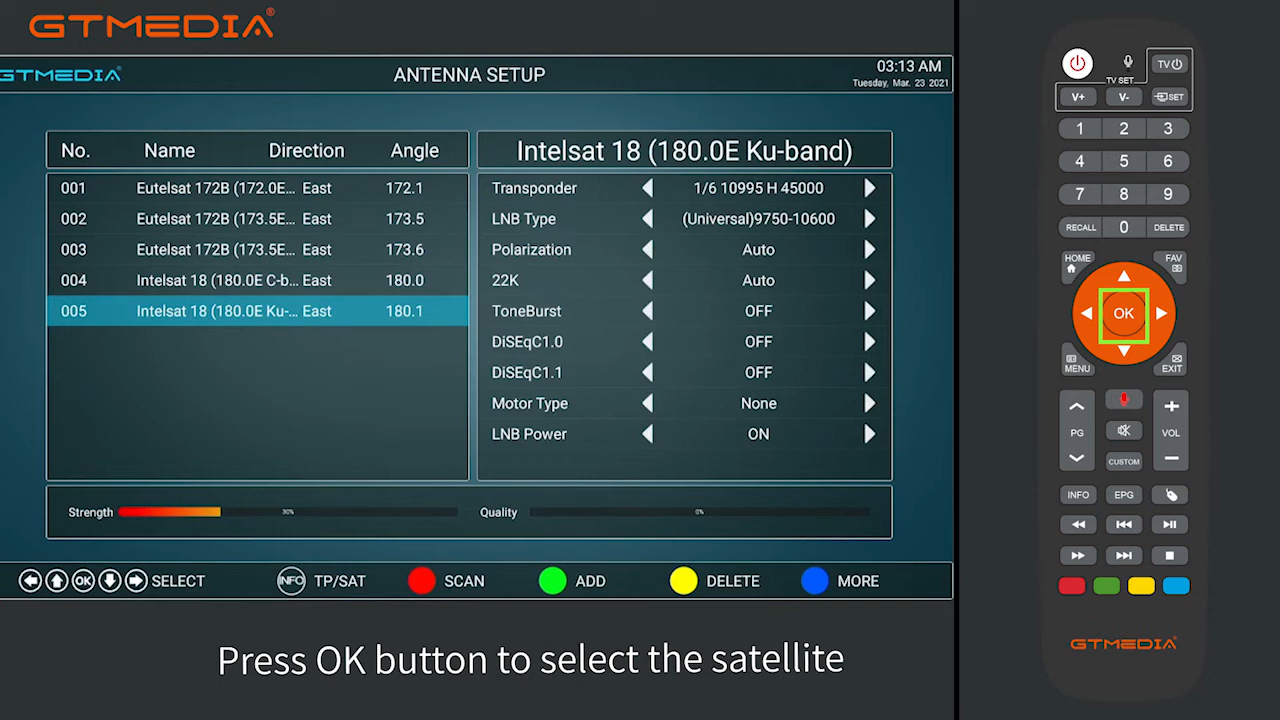 GTMEDIA®
GTMEDIA®
ANTENNA SETUP
03:13 AM
Tuesday, Mar. 23 2021
No. Name Direction Angle
001 Eutelsat 172B (172.0E... East 172.1
002 Eutelsat 172B (173.5E... East 173.5
003 Eutelsat 172B (173.5E... East 173.6
004 Intelsat 18 (180.0E C-b... East 180.0
005 Intelsat 18 (180.0E Ku-... East 180.1
Intelsat 18 (180.0E Ku-band)
Transponder 1/6 10995 H 45000
LNB Type (Universal)9750-10600
Polarization Auto
22K Auto
ToneBurst OFF
DiSEqC1.0 OFF
DiSEqC1.1 OFF
Motor Type None
LNB Power ON
Strength 30% Quality 0%
OK SELECT INFO TP/SAT SCAN ADD DELETE MORE
Press OK button to select the satellite
TV
TV SET
V+ V- SET
1 2 3
4 5 6
7 8 9
RECALL 0 DELETE
HOME FAV
OK
MENU EXIT
PG VOL
CUSTOM
INFO EPG
GTMEDIA®